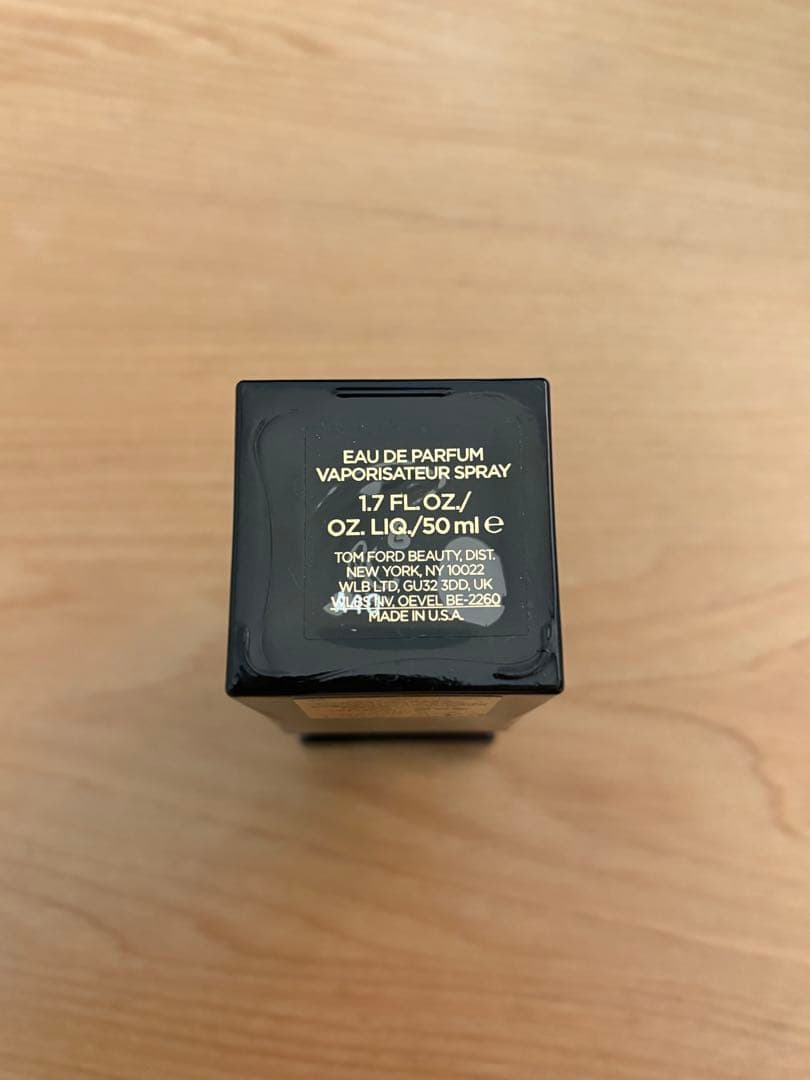 EAU DE PARFUM
VAPORISATEUR SPRAY
1.7 FL. OZ./
OZ. LIQ./50 ml ℮
TOM FORD BEAUTY, DIST.
NEW YORK, NY 10022
WLB LTD, GU32 3DD, UK
WLBS NV, OEVEL BE-2260
MADE IN U.S.A.